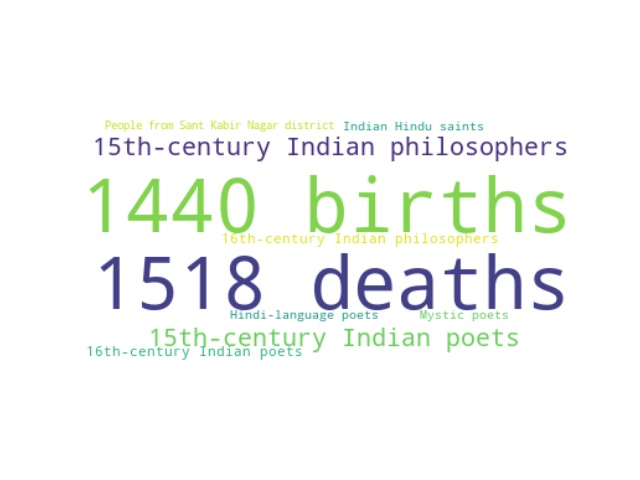 People from Sant Kabir Nagar district
Indian Hindu saints
15th-century Indian philosophers
1440 births
16th-century Indian philosophers
1518 deaths
Hindi-language poets
Mystic poets
15th-century Indian poets
16th-century Indian poets